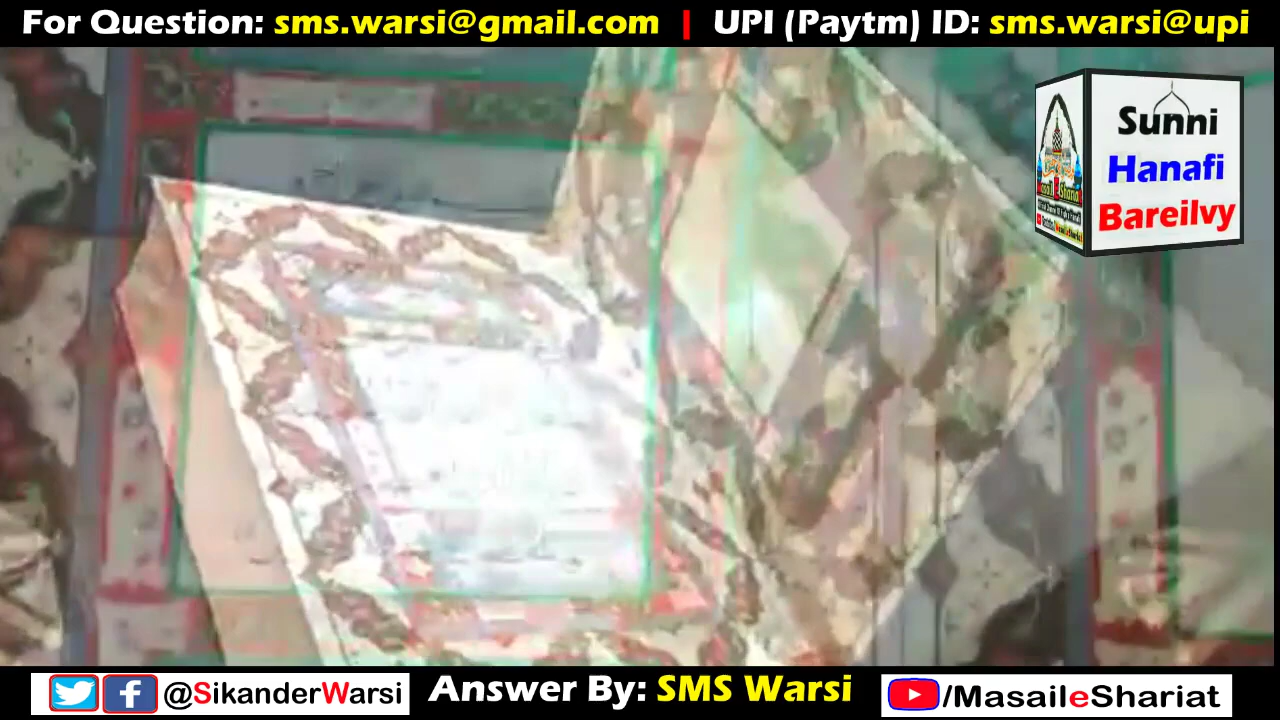 For Question: sms.warsi@gmail.com | UPI (Paytm) ID: sms.warsi@upi
Sunni
Hanafi
Bareilvy
@SikanderWarsi
Answer By: SMS Warsi
/MasaileShariat